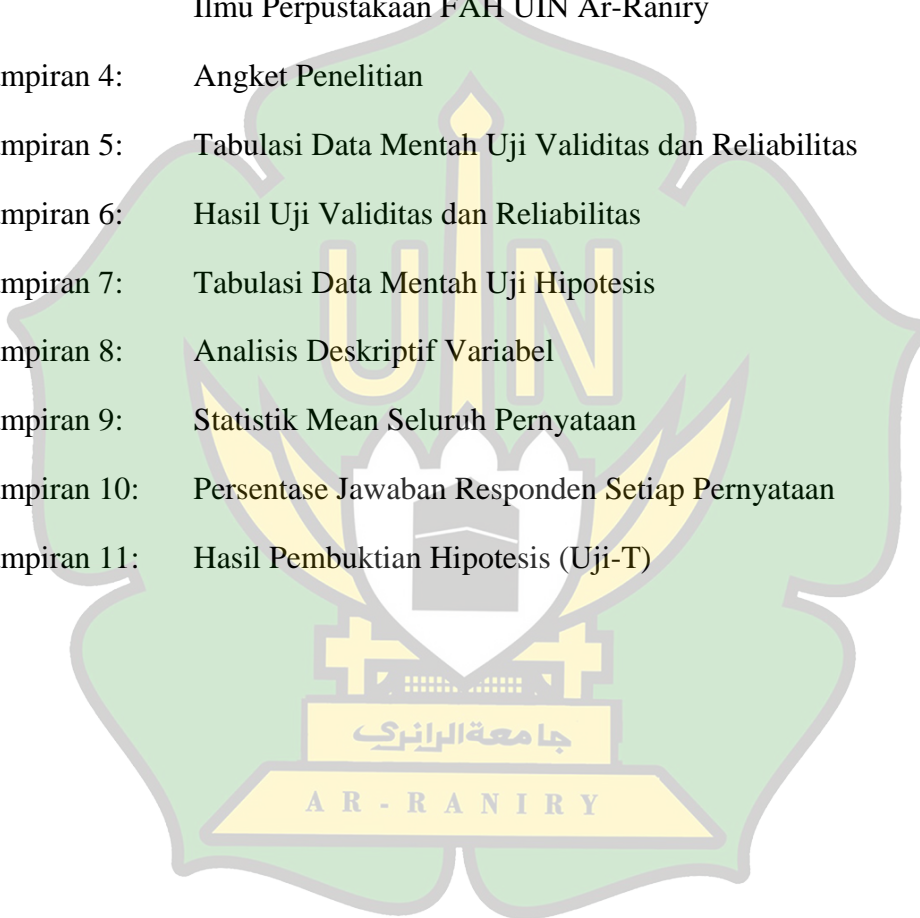 Ilmu Perpustakaan FAH UIN Ar-Raniry
mpiran 4: Angket Penelitian
mpiran 5: Tabulasi Data Mentah Uji Validitas dan Reliabilitas
mpiran 6: Hasil Uji Validitas dan Reliabilitas
mpiran 7: Tabulasi Data Mentah Uji Hipotesis
mpiran 8: Analisis Deskriptif Variabel
mpiran 9: Statistik Mean Seluruh Pernyataan
mpiran 10: Persentase Jawaban Responden Setiap Pernyataan
mpiran 11: Hasil Pembuktian Hipotesis (Uji-T)
UIN
جامعةالرانري
AR-RANIRY